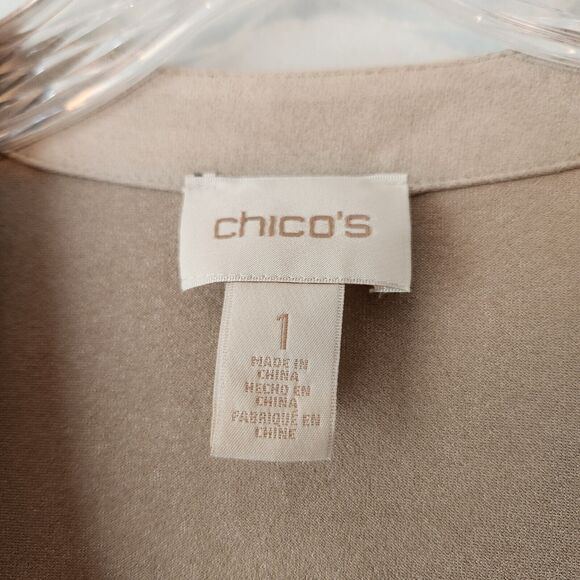 chico's
1
MADE IN
CHINA
HECHO EN
CHINA
FABRIQUÉ EN
CHINE